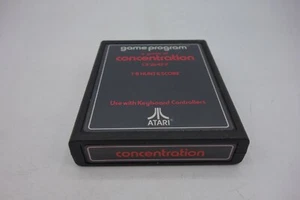 game program
concentration
Use with Keyboard Controllers
ATARI
concentration